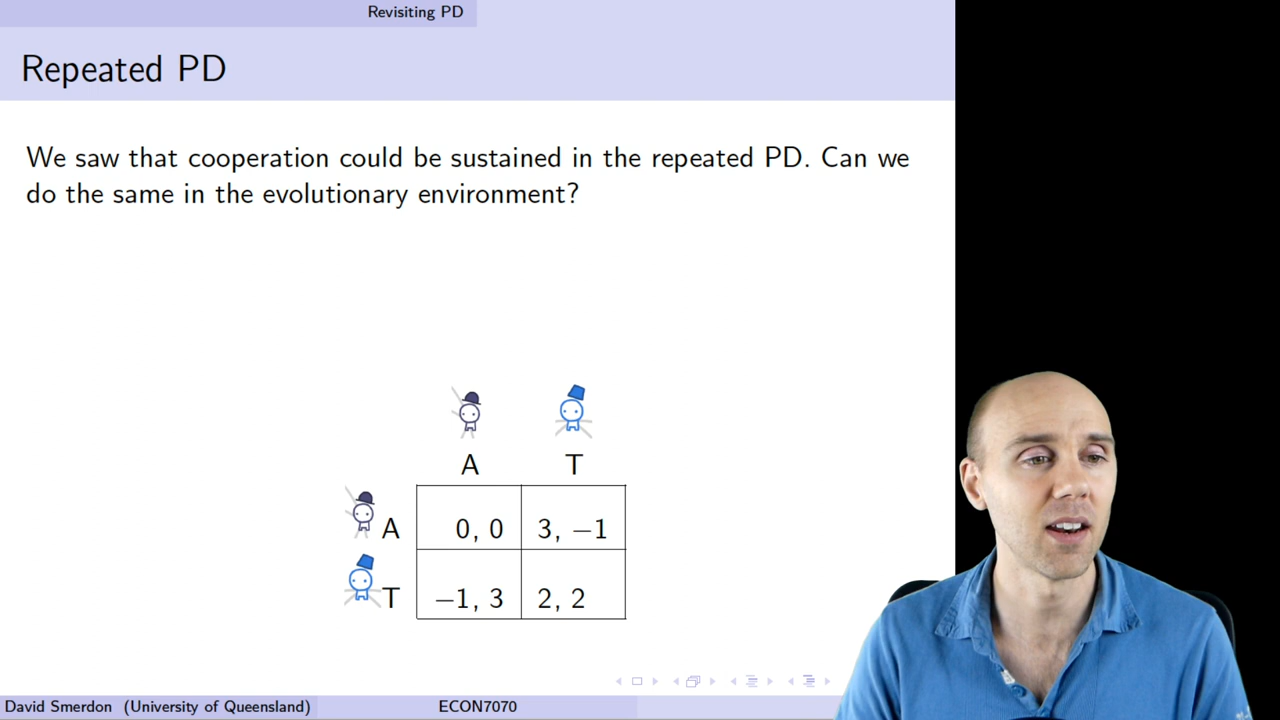 Revisiting PD
Repeated PD
We saw that cooperation could be sustained in the repeated PD. Can we
do the same in the evolutionary environment?
A T
A 0, 0 3, −1
T −1, 3 2, 2
David Smerdon (University of Queensland) ECON7070